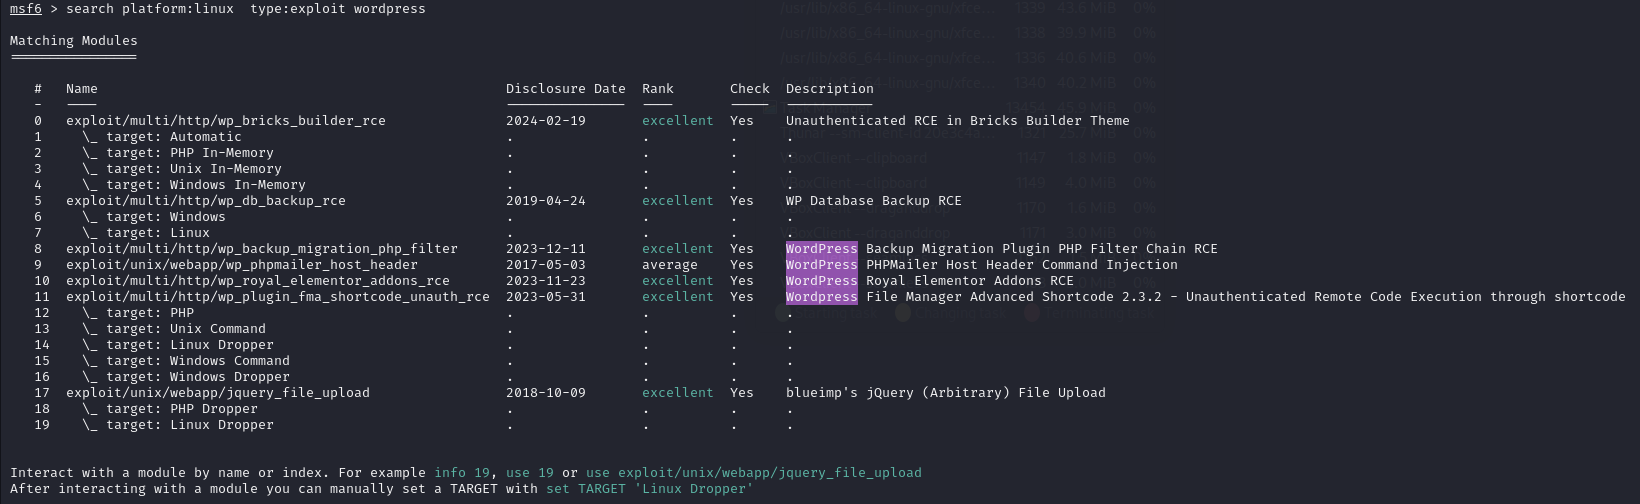 msf6 > search platform:linux  type:exploit wordpress
Matching Modules
================
#   Name                                                   Disclosure Date  Rank       Check  Description
-   ----                                                   ---------------  ----       -----  -----------
0   exploit/multi/http/wp_bricks_builder_rce               2024-02-19       excellent  Yes    Unauthenticated RCE in Bricks Builder Theme
1     \_ target: Automatic                                 .                .          .      .
2     \_ target: PHP In-Memory                             .                .          .      .
3     \_ target: Unix In-Memory                            .                .          .      .
4     \_ target: Windows In-Memory                         .                .          .      .
5   exploit/multi/http/wp_db_backup_rce                    2019-04-24       excellent  Yes    WP Database Backup RCE
6     \_ target: Windows                                   .                .          .      .
7     \_ target: Linux                                     .                .          .      .
8   exploit/multi/http/wp_backup_migration_php_filter      2023-12-11       excellent  Yes    WordPress Backup Migration Plugin PHP Filter Chain RCE
9   exploit/unix/webapp/wp_phpmailer_host_header           2017-05-03       average    Yes    WordPress PHPMailer Host Header Command Injection
10  exploit/multi/http/wp_royal_elementor_addons_rce       2023-11-23       excellent  Yes    WordPress Royal Elementor Addons RCE
11  exploit/multi/http/wp_plugin_fma_shortcode_unauth_rce  2023-05-31       excellent  Yes    Wordpress File Manager Advanced Shortcode 2.3.2 - Unauthenticated Remote Code Execution through shortcode
12    \_ target: PHP                                       .                .          .      .
13    \_ target: Unix Command                              .                .          .      .
14    \_ target: Linux Dropper                             .                .          .      .
15    \_ target: Windows Command                           .                .          .      .
16    \_ target: Windows Dropper                           .                .          .      .
17  exploit/unix/webapp/jquery_file_upload                 2018-10-09       excellent  Yes    blueimp's jQuery (Arbitrary) File Upload
18    \_ target: PHP Dropper                               .                .          .      .
19    \_ target: Linux Dropper                             .                .          .      .
Interact with a module by name or index. For example info 19, use 19 or use exploit/unix/webapp/jquery_file_upload
After interacting with a module you can manually set a TARGET with set TARGET 'Linux Dropper'